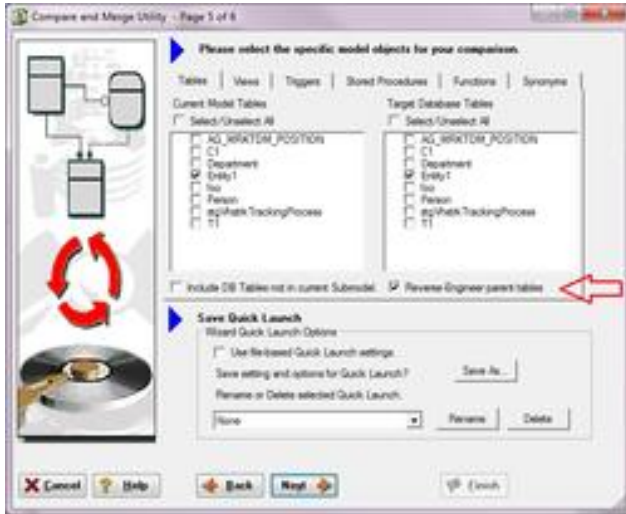 Compare and Merge Utility - Page 5 of 6
Please select the specific model objects for your comparison.
Tables Views Triggers Stored Procedures Functions Synonyms
Current Model Tables Target Database Tables
Select/Unselect All Select/Unselect All
AG_MRKTDM_POSITION AG_MRKTDM_POSITION
C1 C1
Department Department
Entity1 Entity1
foo foo
Person Person
T1 T1
Include DB Tables not in current Submodel. Reverse-Engineer parent tables
Save Quick Launch
Wizard Quick Launch Options
Use file-based Quick Launch settings
Save setting and options for Quick Launch? Save As...
Rename or Delete selected Quick Launch.
None Rename Delete
Cancel Help Back Next Finish